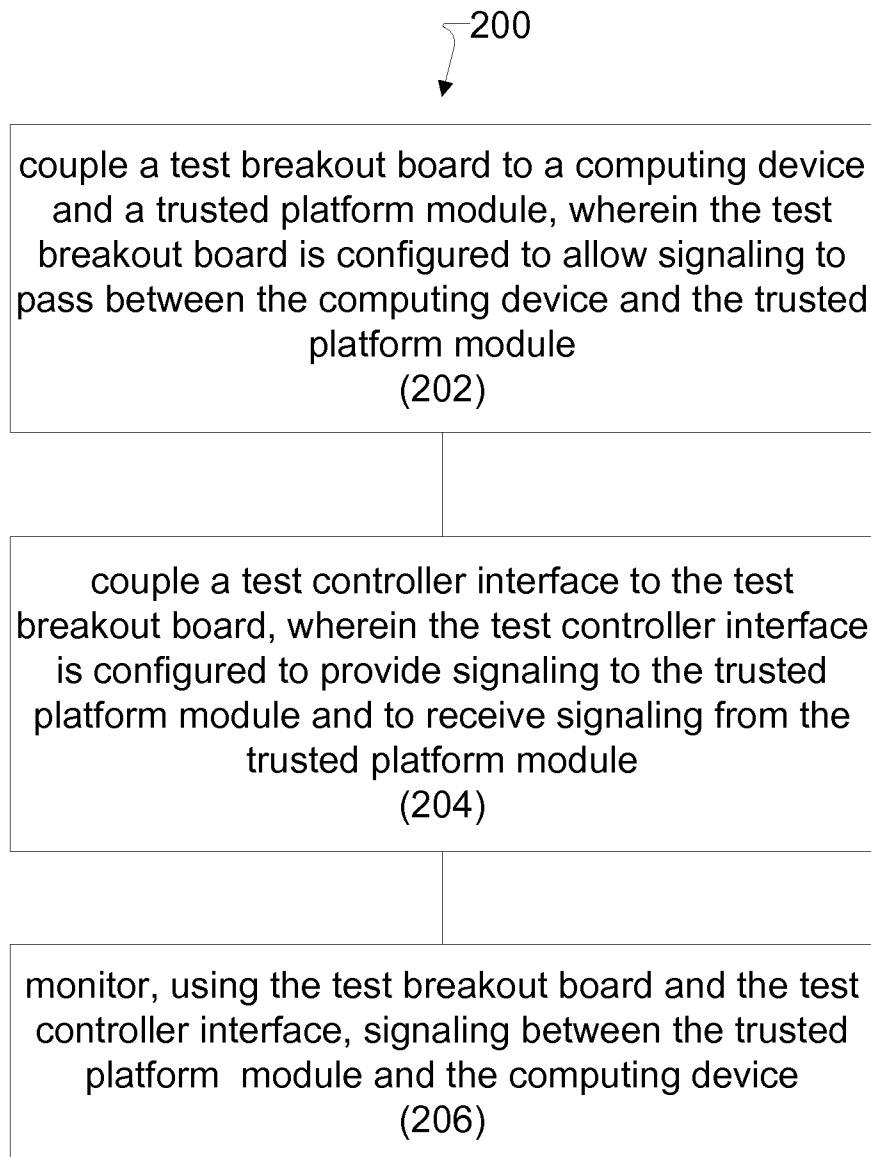 200
couple a test breakout board to a computing device
and a trusted platform module, wherein the test
breakout board is configured to allow signaling to
pass between the computing device and the trusted
platform module
(202)
couple a test controller interface to the test
breakout board, wherein the test controller interface
is configured to provide signaling to the trusted
platform module and to receive signaling from the
trusted platform module
(204)
monitor, using the test breakout board and the test
controller interface, signaling between the trusted
platform module and the computing device
(206)